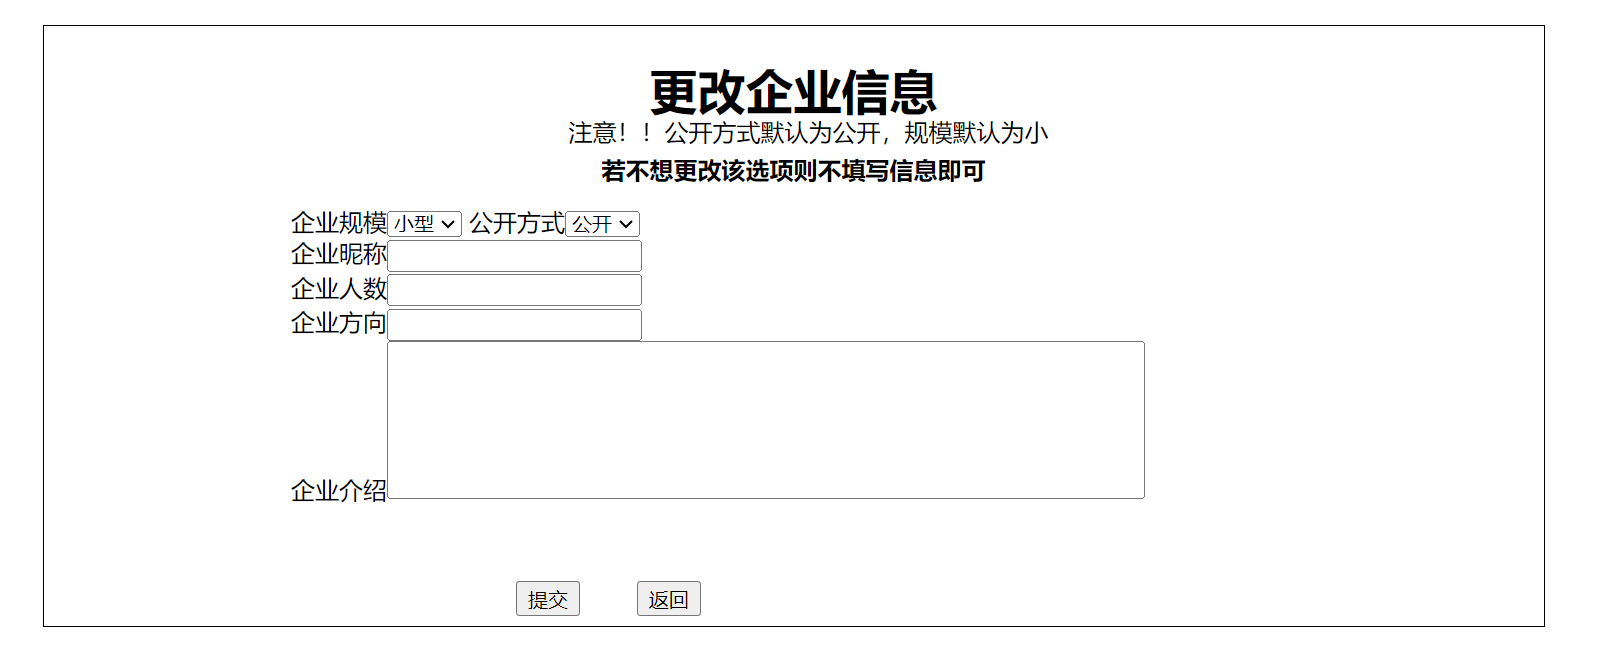 更改企业信息
注意！！公开方式默认为公开，规模默认为小
若不想更改该选项则不填写信息即可
企业规模 小型 公开方式 公开
企业昵称
企业人数
企业方向
企业介绍
提交 返回